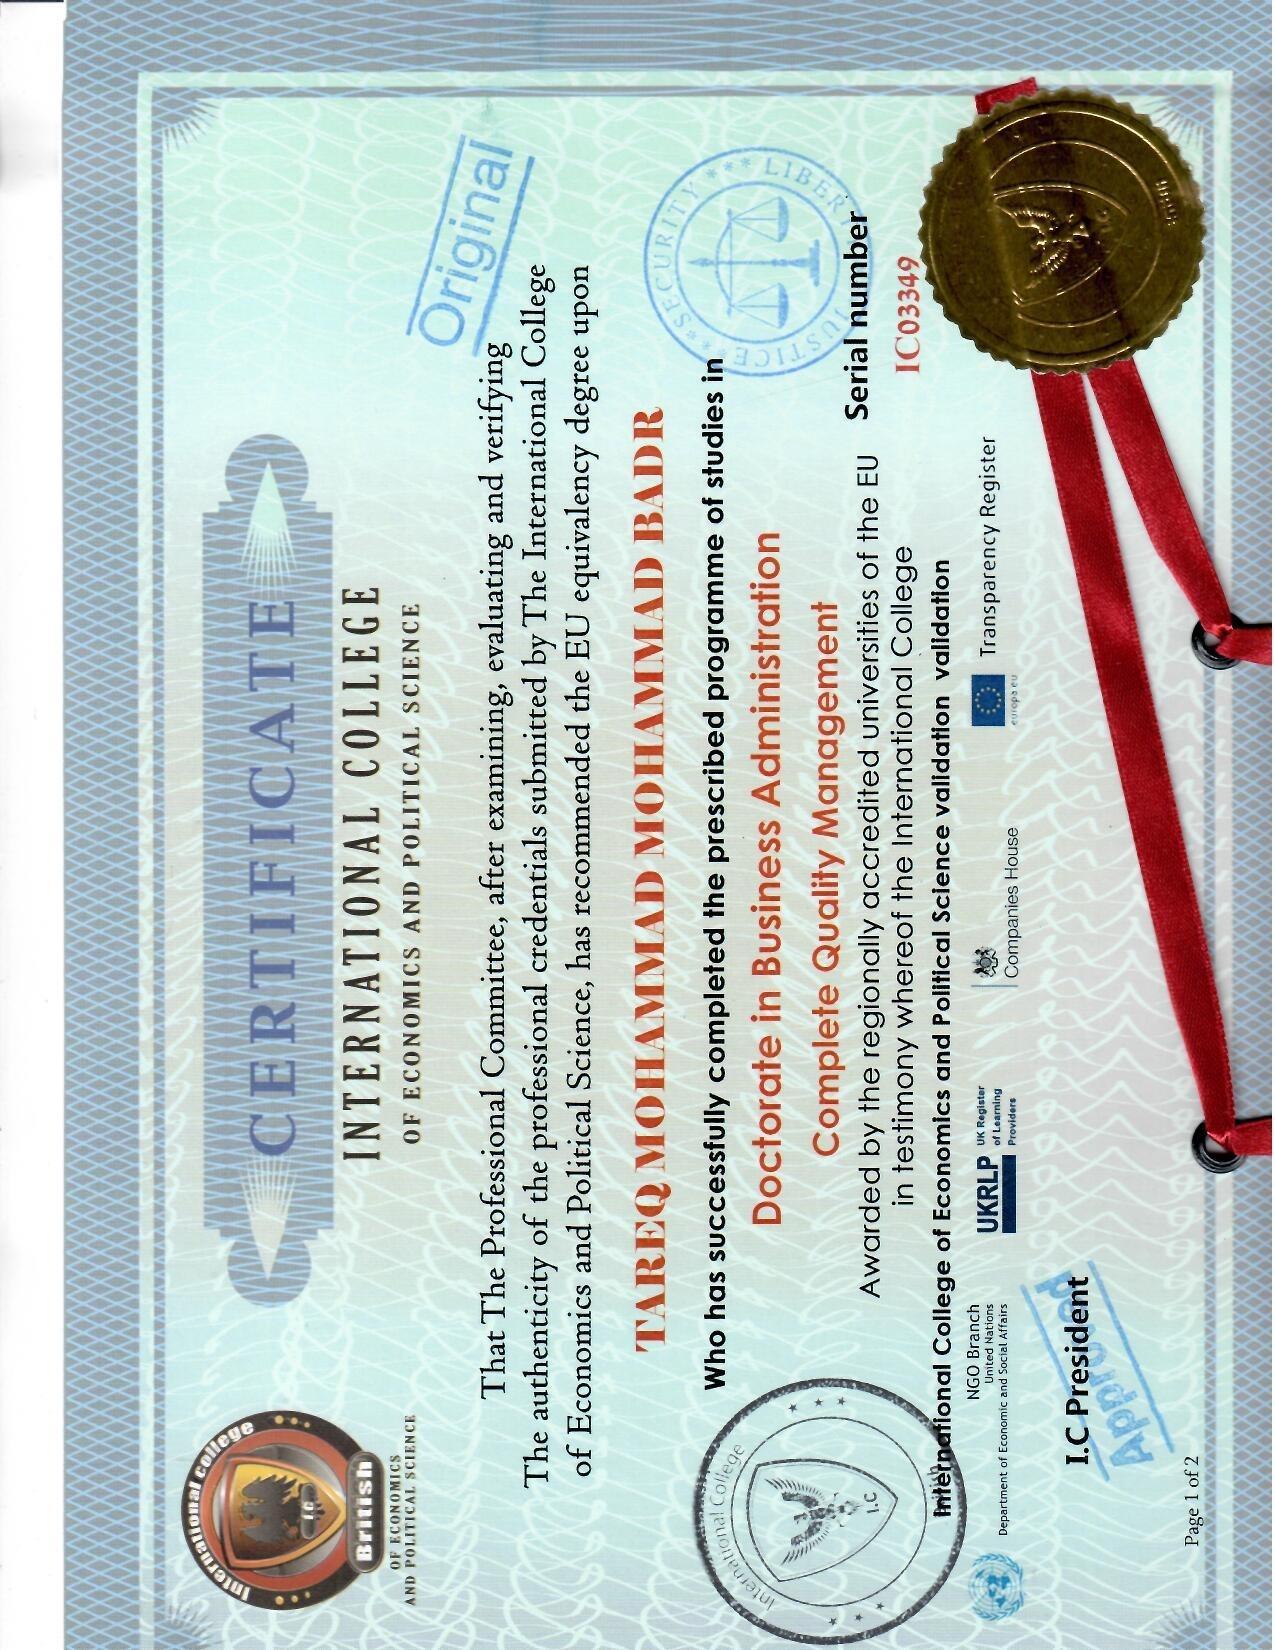 International college
I.C
British
OF ECONOMICS
AND POLITICAL SCIENCE
CERTIFICATE
INTERNATIONAL COLLEGE
OF ECONOMICS AND POLITICAL SCIENCE
Original
That The Professional Committee, after examining, evaluating and verifying
The authenticity of the professional credentials submitted by The International College
of Economics and Political Science, has recommended the EU equivalency degree upon
TAREQ MOHAMMAD MOHAMMAD BADR
Who has successfully completed the prescribed programme of studies in
Doctorate in Business Administration
Complete Quality Management
Awarded by the regionally accredited universities of the EU
in testimony whereof the International College
International College of Economics and Political Science validation validation
International College
I.C
British
JUSTICE ** SECURITY ** LIBER
Serial number
IC03349
NGO Branch
United Nations
Department of Economic and Social Affairs
UKRLP
UK Register
of Learning
Providers
Companies House
europa eu
Transparency Register
I.C President
Approved
I.C
Page 1 of 2